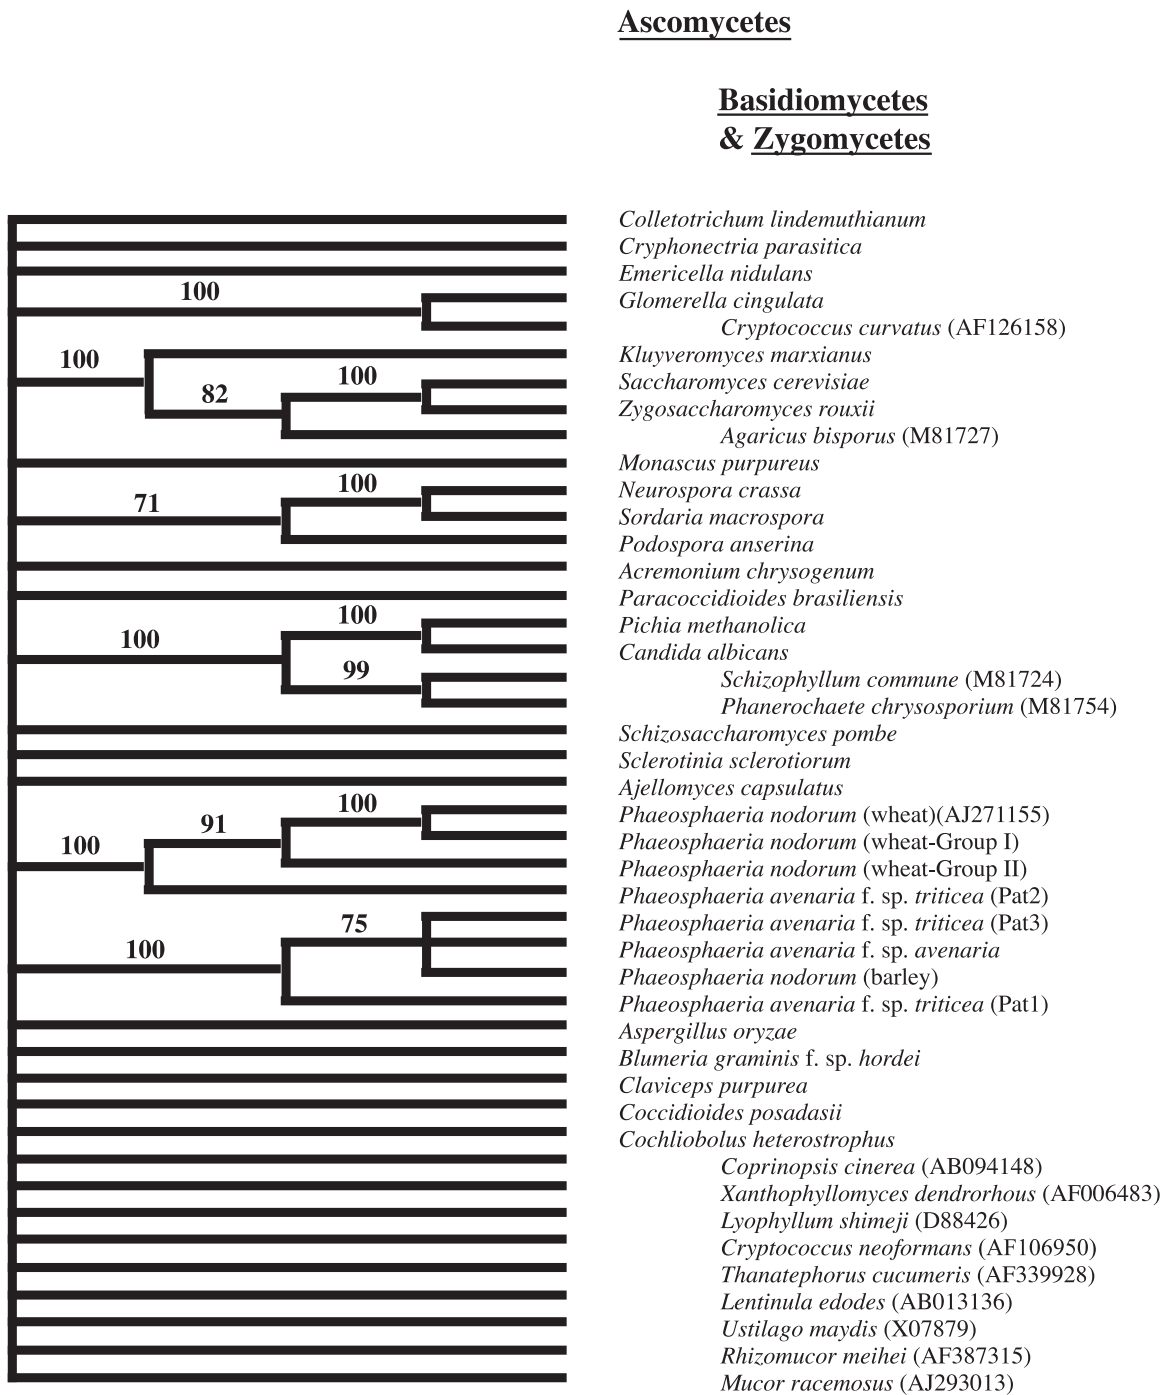 Ascomycetes
Basidiomycetes
& Zygomycetes
Colletotrichum lindemuthianum
Cryphonectria parasitica
Emericella nidulans
100
Glomerella cingulata
Cryptococcus curvatus (AF126158)
100
Kluyveromyces marxianus
100
Saccharomyces cerevisiae
82
Zygosaccharomyces rouxii
Agaricus bisporus (M81727)
Monascus purpureus
100
Neurospora crassa
71
Sordaria macrospora
Podospora anserina
Acremonium chrysogenum
Paracoccidioides brasiliensis
100
Pichia methanolica
100
Candida albicans
99
Schizophyllum commune (M81724)
Phanerochaete chrysosporium (M81754)
Schizosaccharomyces pombe
Sclerotinia sclerotiorum
Ajellomyces capsulatus
100
Phaeosphaeria nodorum (wheat)(AJ271155)
91
Phaeosphaeria nodorum (wheat-Group I)
100
Phaeosphaeria nodorum (wheat-Group II)
Phaeosphaeria avenaria f. sp. triticea (Pat2)
75
Phaeosphaeria avenaria f. sp. triticea (Pat3)
100
Phaeosphaeria avenaria f. sp. avenaria
Phaeosphaeria nodorum (barley)
Phaeosphaeria avenaria f. sp. triticea (Pat1)
Aspergillus oryzae
Blumeria graminis f. sp. hordei
Claviceps purpurea
Coccidioides posadasii
Cochliobolus heterostrophus
Coprinopsis cinerea (AB094148)
Xanthophyllomyces dendrorhous (AF006483)
Lyophyllum shimeji (D88426)
Cryptococcus neoformans (AF106950)
Thanatephorus cucumeris (AF339928)
Lentinula edodes (AB013136)
Ustilago maydis (X07879)
Rhizomucor meihei (AF387315)
Mucor racemosus (AJ293013)